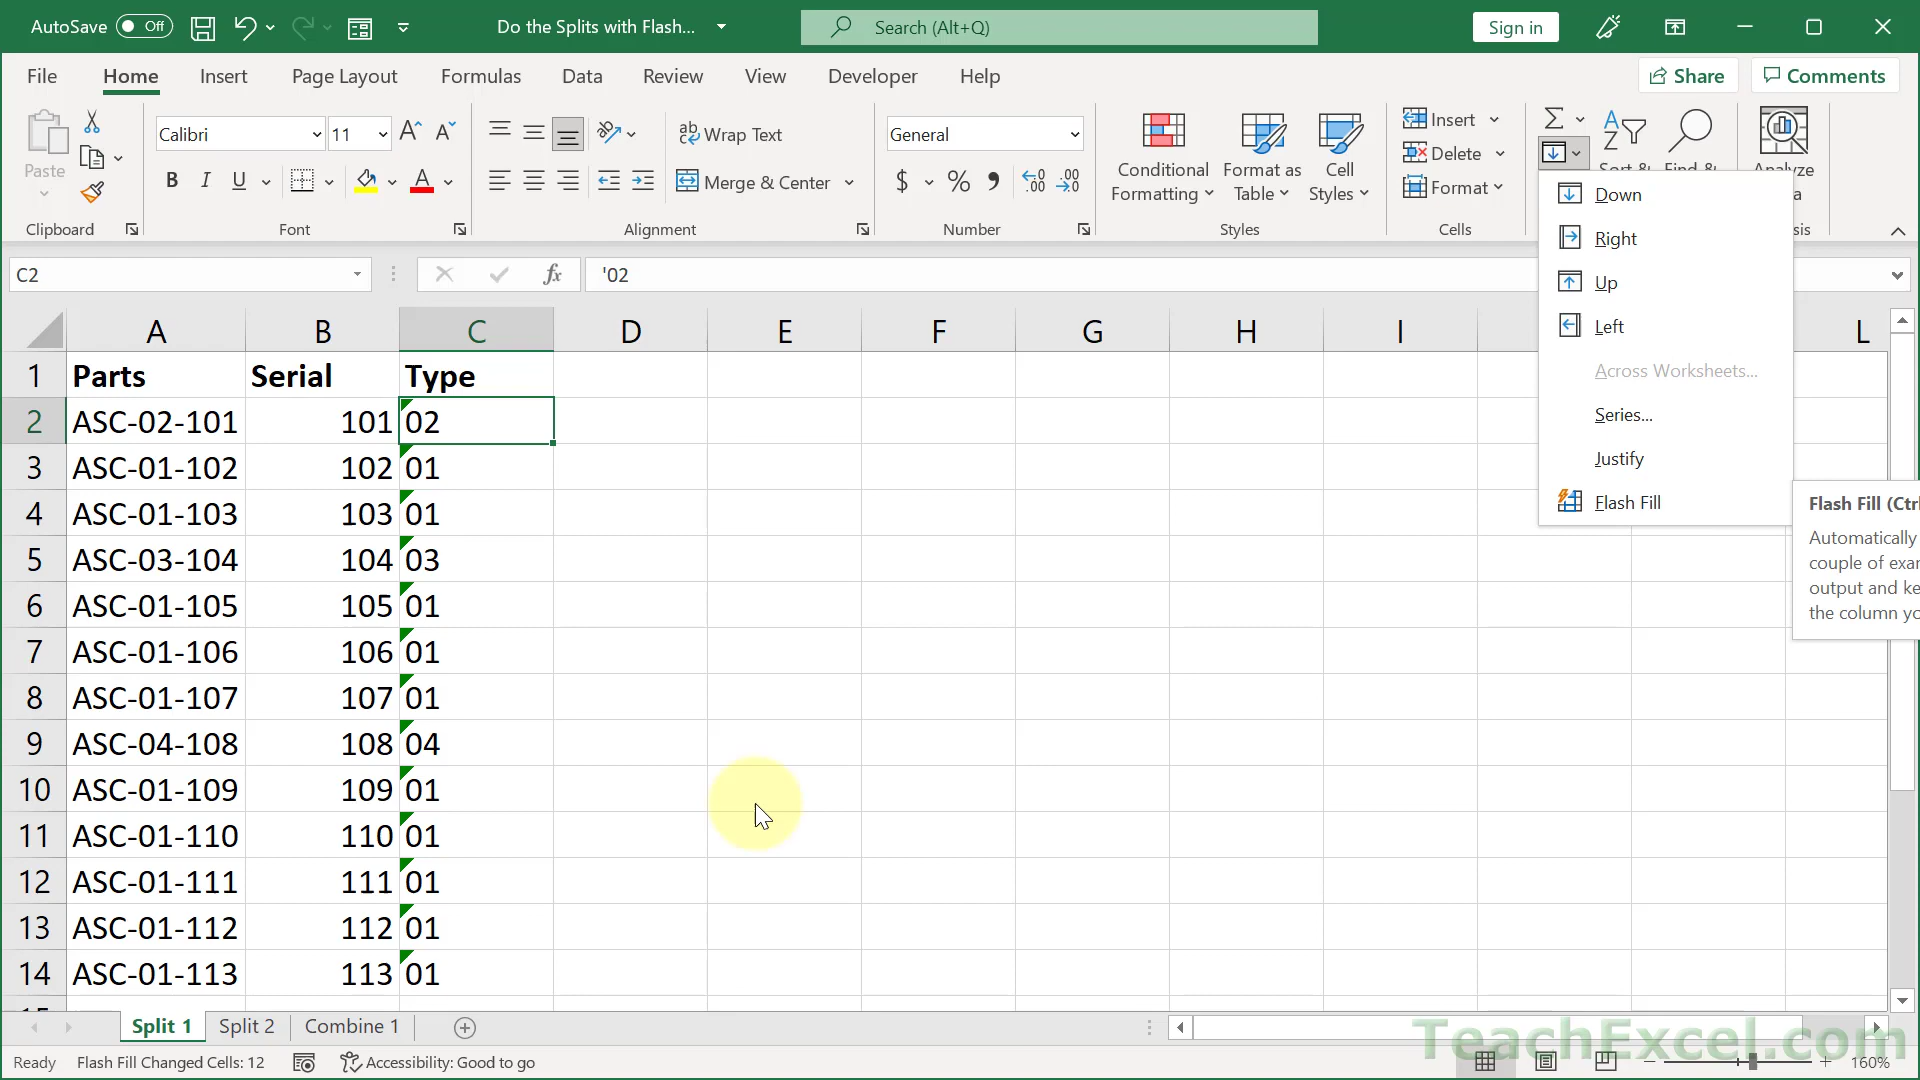 AutoSave Off Do the Splits with Flash... Search (Alt+Q) Sign in
File Home Insert Page Layout Formulas Data Review View Developer Help Share Comments
Paste
Clipboard
Calibri 11
B I U
Font
Wrap Text
Merge & Center
Alignment
General
$ %
Number
Conditional Formatting
Format as Table
Cell Styles
Styles
Insert
Delete
Format
Cells
Down
Right
Up
Left
Across Worksheets...
Series...
Justify
Flash Fill
Flash Fill (Ctrl
Automatically
couple of
output and
the column
C2 fx '02
A B C D E F G H I L
1 Parts Serial Type
2 ASC-02-101 101 02
3 ASC-01-102 102 01
4 ASC-01-103 103 01
5 ASC-03-104 104 03
6 ASC-01-105 105 01
7 ASC-01-106 106 01
8 ASC-01-107 107 01
9 ASC-04-108 108 04
10 ASC-01-109 109 01
11 ASC-01-110 110 01
12 ASC-01-111 111 01
13 ASC-01-112 112 01
14 ASC-01-113 113 01
Split 1 Split 2 Combine 1
TeachExcel.com
Ready Flash Fill Changed Cells: 12 Accessibility: Good to go 160%